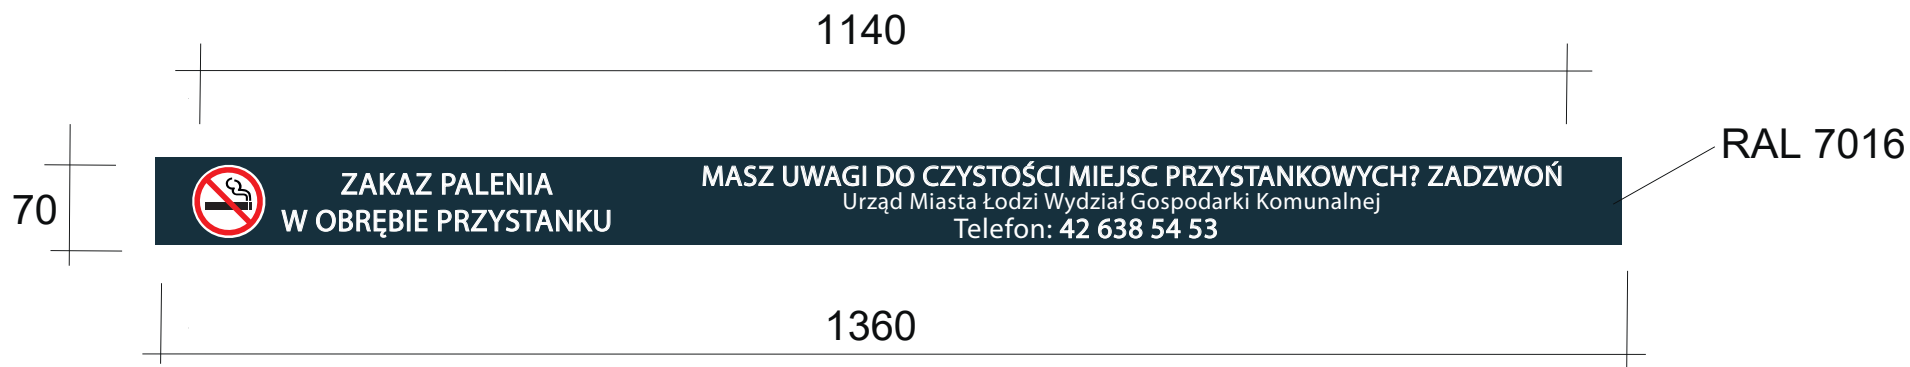 1140
RAL 7016
70
ZAKAZ PALENIA
W OBRĘBIE PRZYSTANKU
MASZ UWAGI DO CZYSTOŚCI MIEJSC PRZYSTANKOWYCH? ZADZWOŃ
Urząd Miasta Łodzi Wydział Gospodarki Komunalnej
Telefon: 42 638 54 53
1360